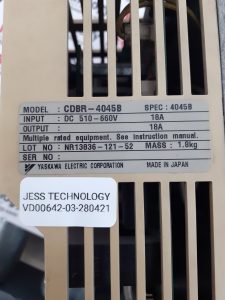 MODEL : CDBR-4045B SPEC: 4045B
INPUT : DC 510-660V 18A
OUTPUT : 18A
Multiple rated equipment. See instruction manual.
LOT NO : NR13036-121-52 MASS : 1.8kg
SER NO :
YASKAWA ELECTRIC CORPORATION MADE IN JAPAN
JESS TECHNOLOGY
VD00642-03-280421